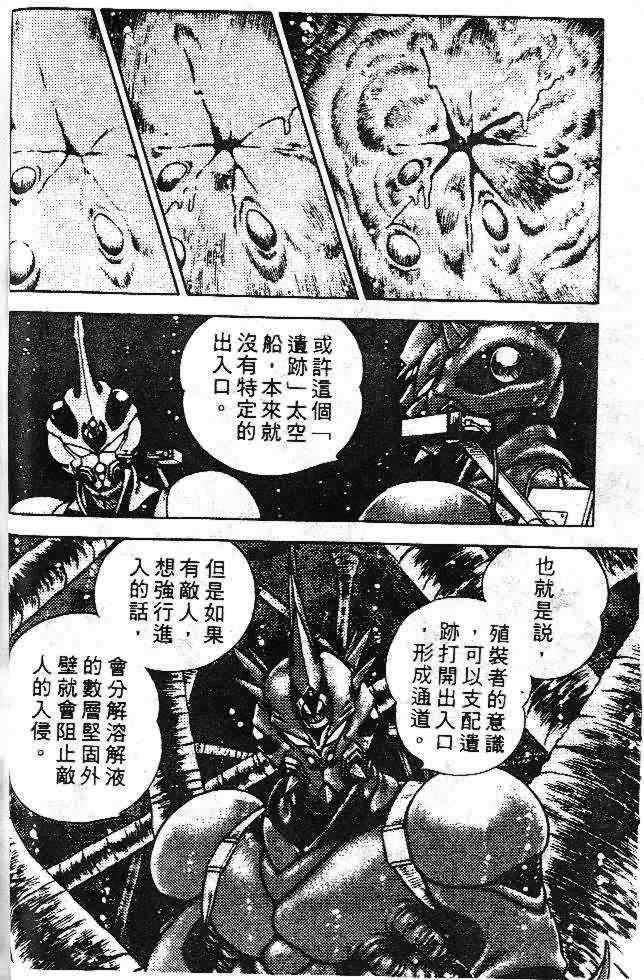 或許這個「
遺跡」太空
船，本來就
沒有特定的
出入口。
也就是說，
殖裝者的意識
，可以支配遺
跡打開出入口
，形成通道。
但是如果
有敵人，
想強行進
入的話，
會分解溶解液
的數層堅固外
壁就會阻止敵
人的入侵。